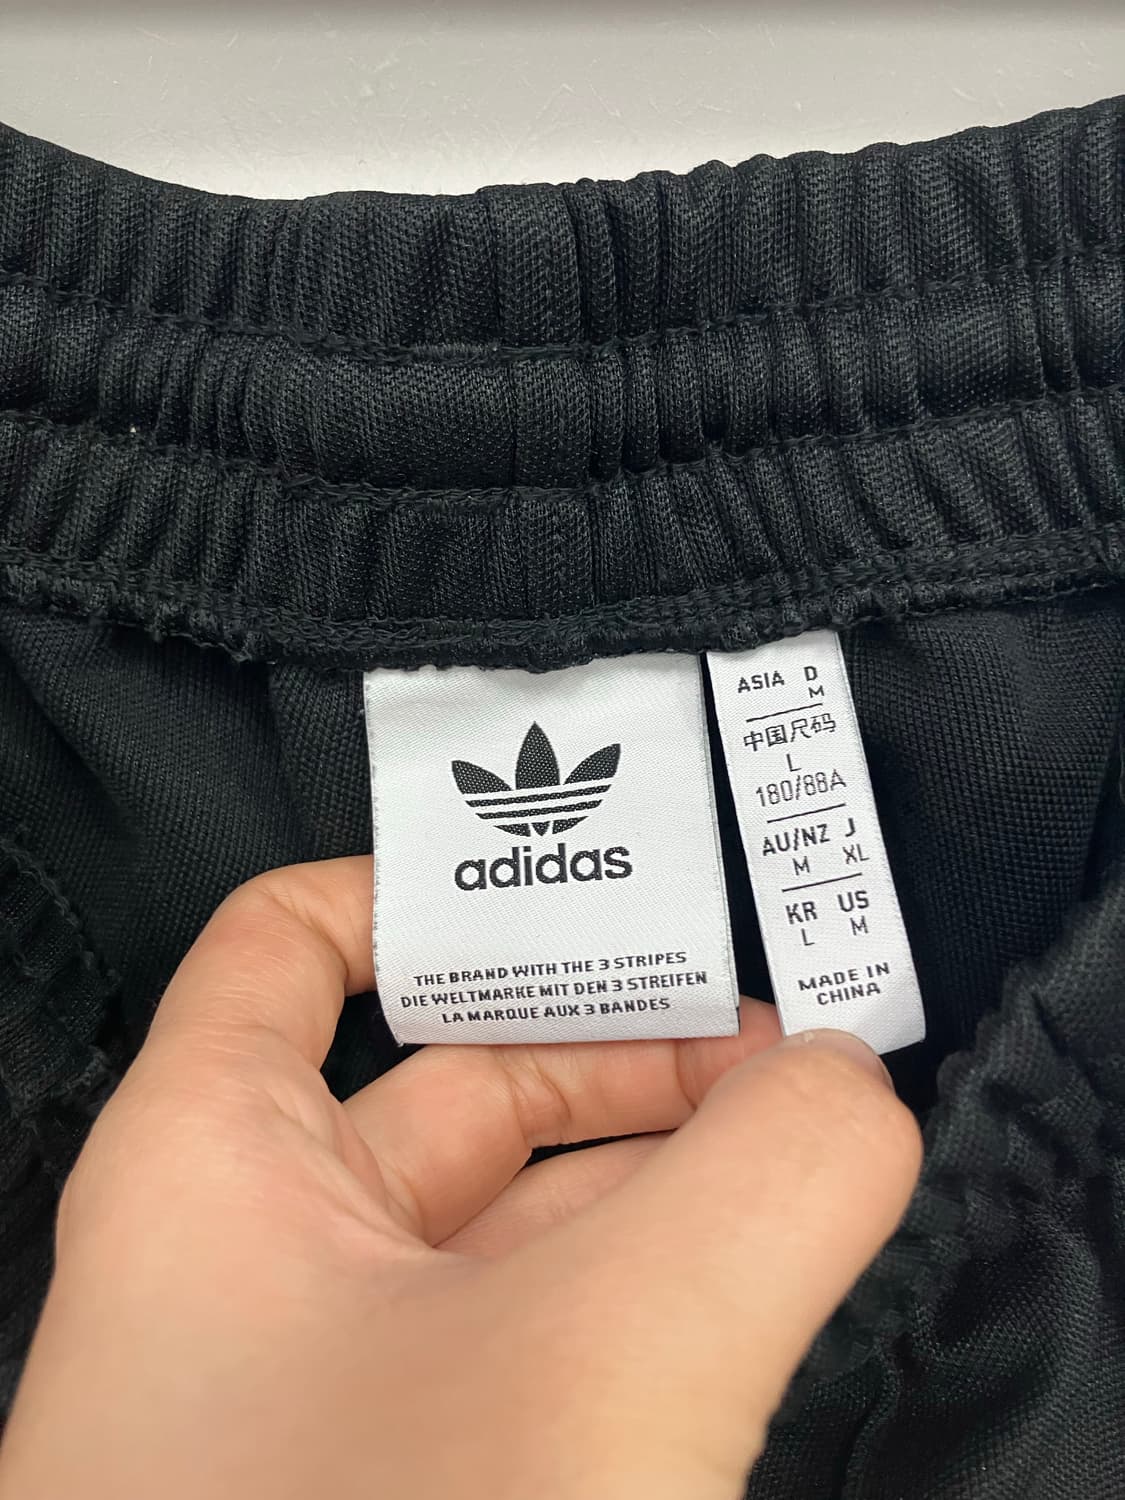 adidas
THE BRAND WITH THE 3 STRIPES
DIE WELTMARKE MIT DEN 3 STREIFEN
LA MARQUE AUX 3 BANDES
ASIA D
M
中国尺码
L
180/88A
AU/NZ J
M XL
KR US
L M
MADE IN
CHINA